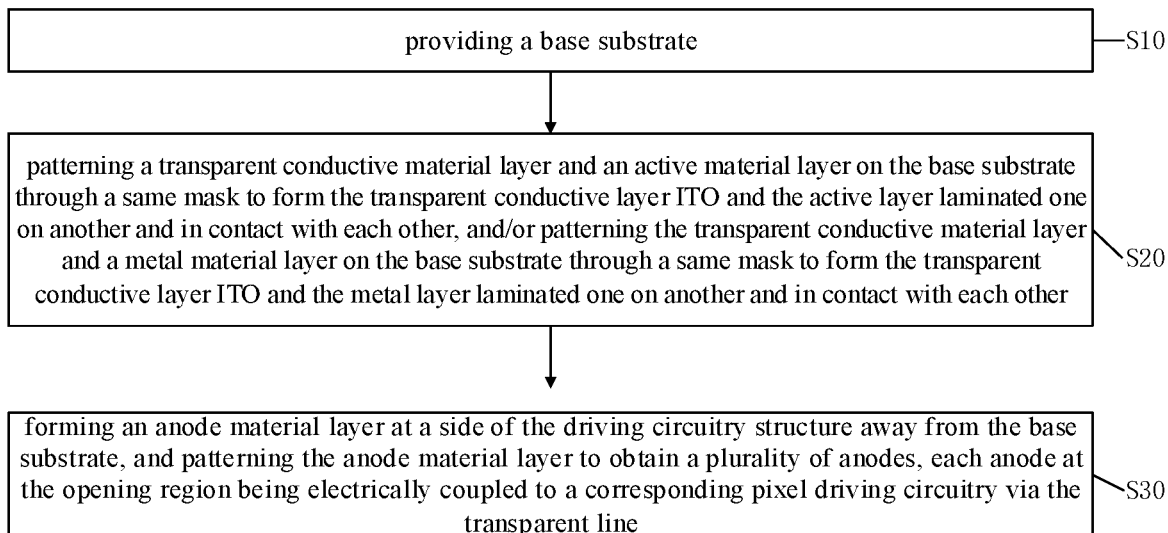 providing a base substrate
S10
patterning a transparent conductive material layer and an active material layer on the base substrate
through a same mask to form the transparent conductive layer ITO and the active layer laminated one
on another and in contact with each other, and/or patterning the transparent conductive material layer
and a metal material layer on the base substrate through a same mask to form the transparent
conductive layer ITO and the metal layer laminated one on another and in contact with each other
S20
forming an anode material layer at a side of the driving circuitry structure away from the base
substrate, and patterning the anode material layer to obtain a plurality of anodes, each anode at
the opening region being electrically coupled to a corresponding pixel driving circuitry via the
transparent line
S30